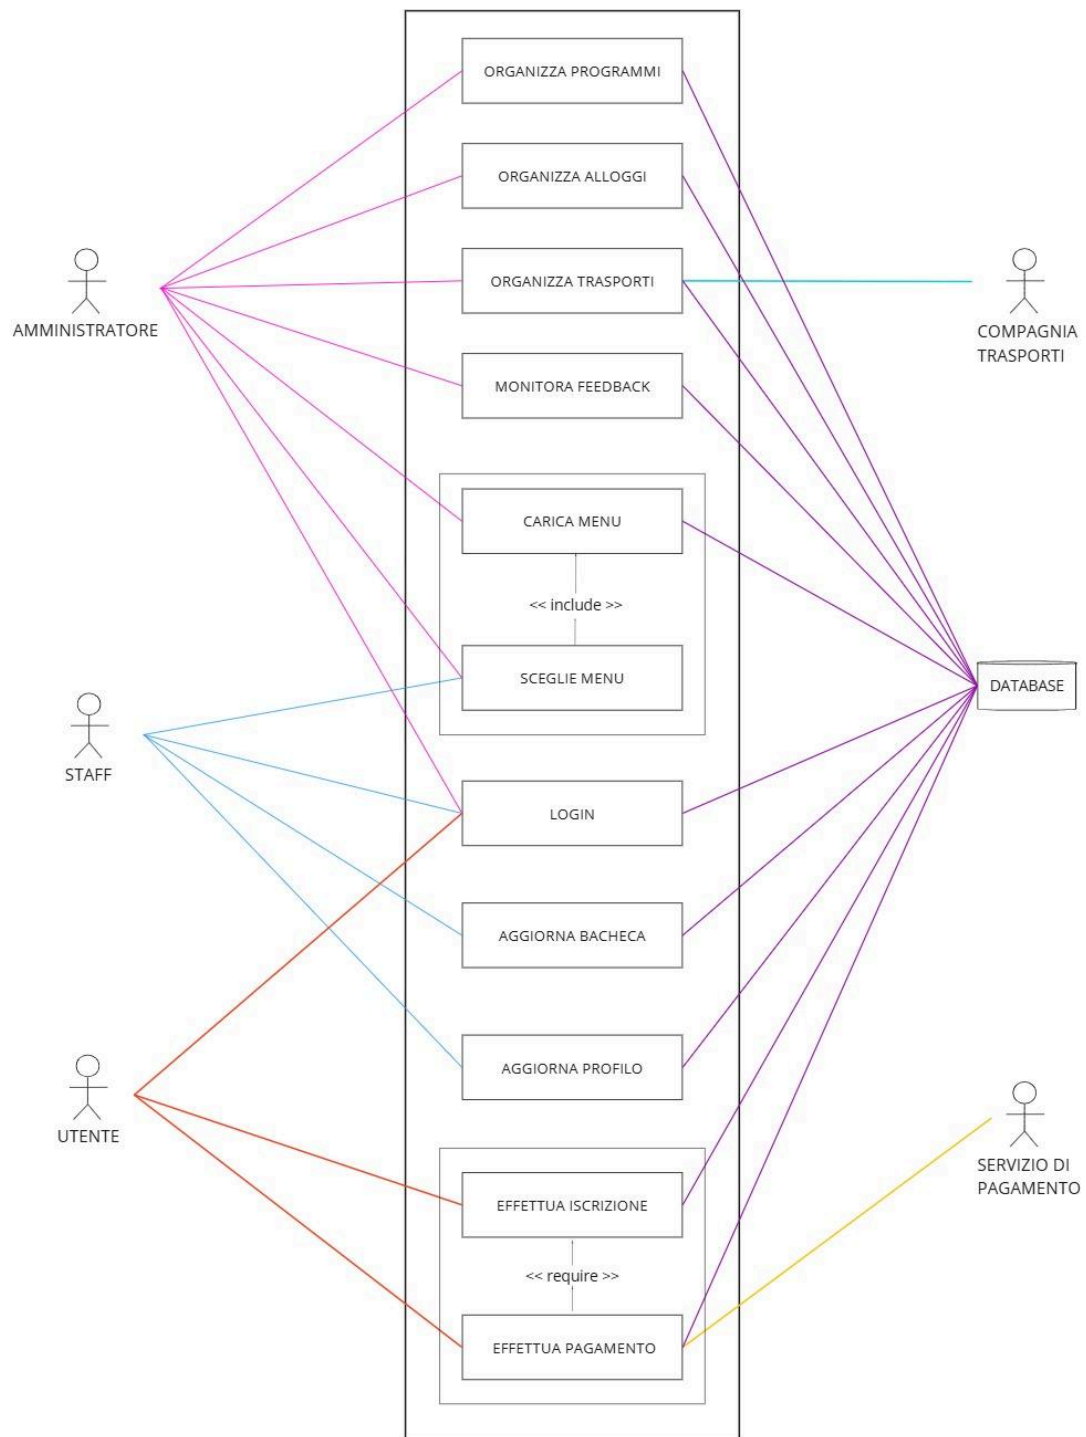 ORGANIZZA PROGRAMMI
ORGANIZZA ALLOGGI
ORGANIZZA TRASPORTI
AMMINISTRATORE
COMPAGNIA
TRASPORTI
MONITORA FEEDBACK
CARICA MENU
<< include >>
SCEGLIE MENU
DATABASE
STAFF
LOGIN
AGGIORNA BACHECA
AGGIORNA PROFILO
UTENTE
SERVIZIO DI
PAGAMENTO
EFFETTUA ISCRIZIONE
<< require >>
EFFETTUA PAGAMENTO